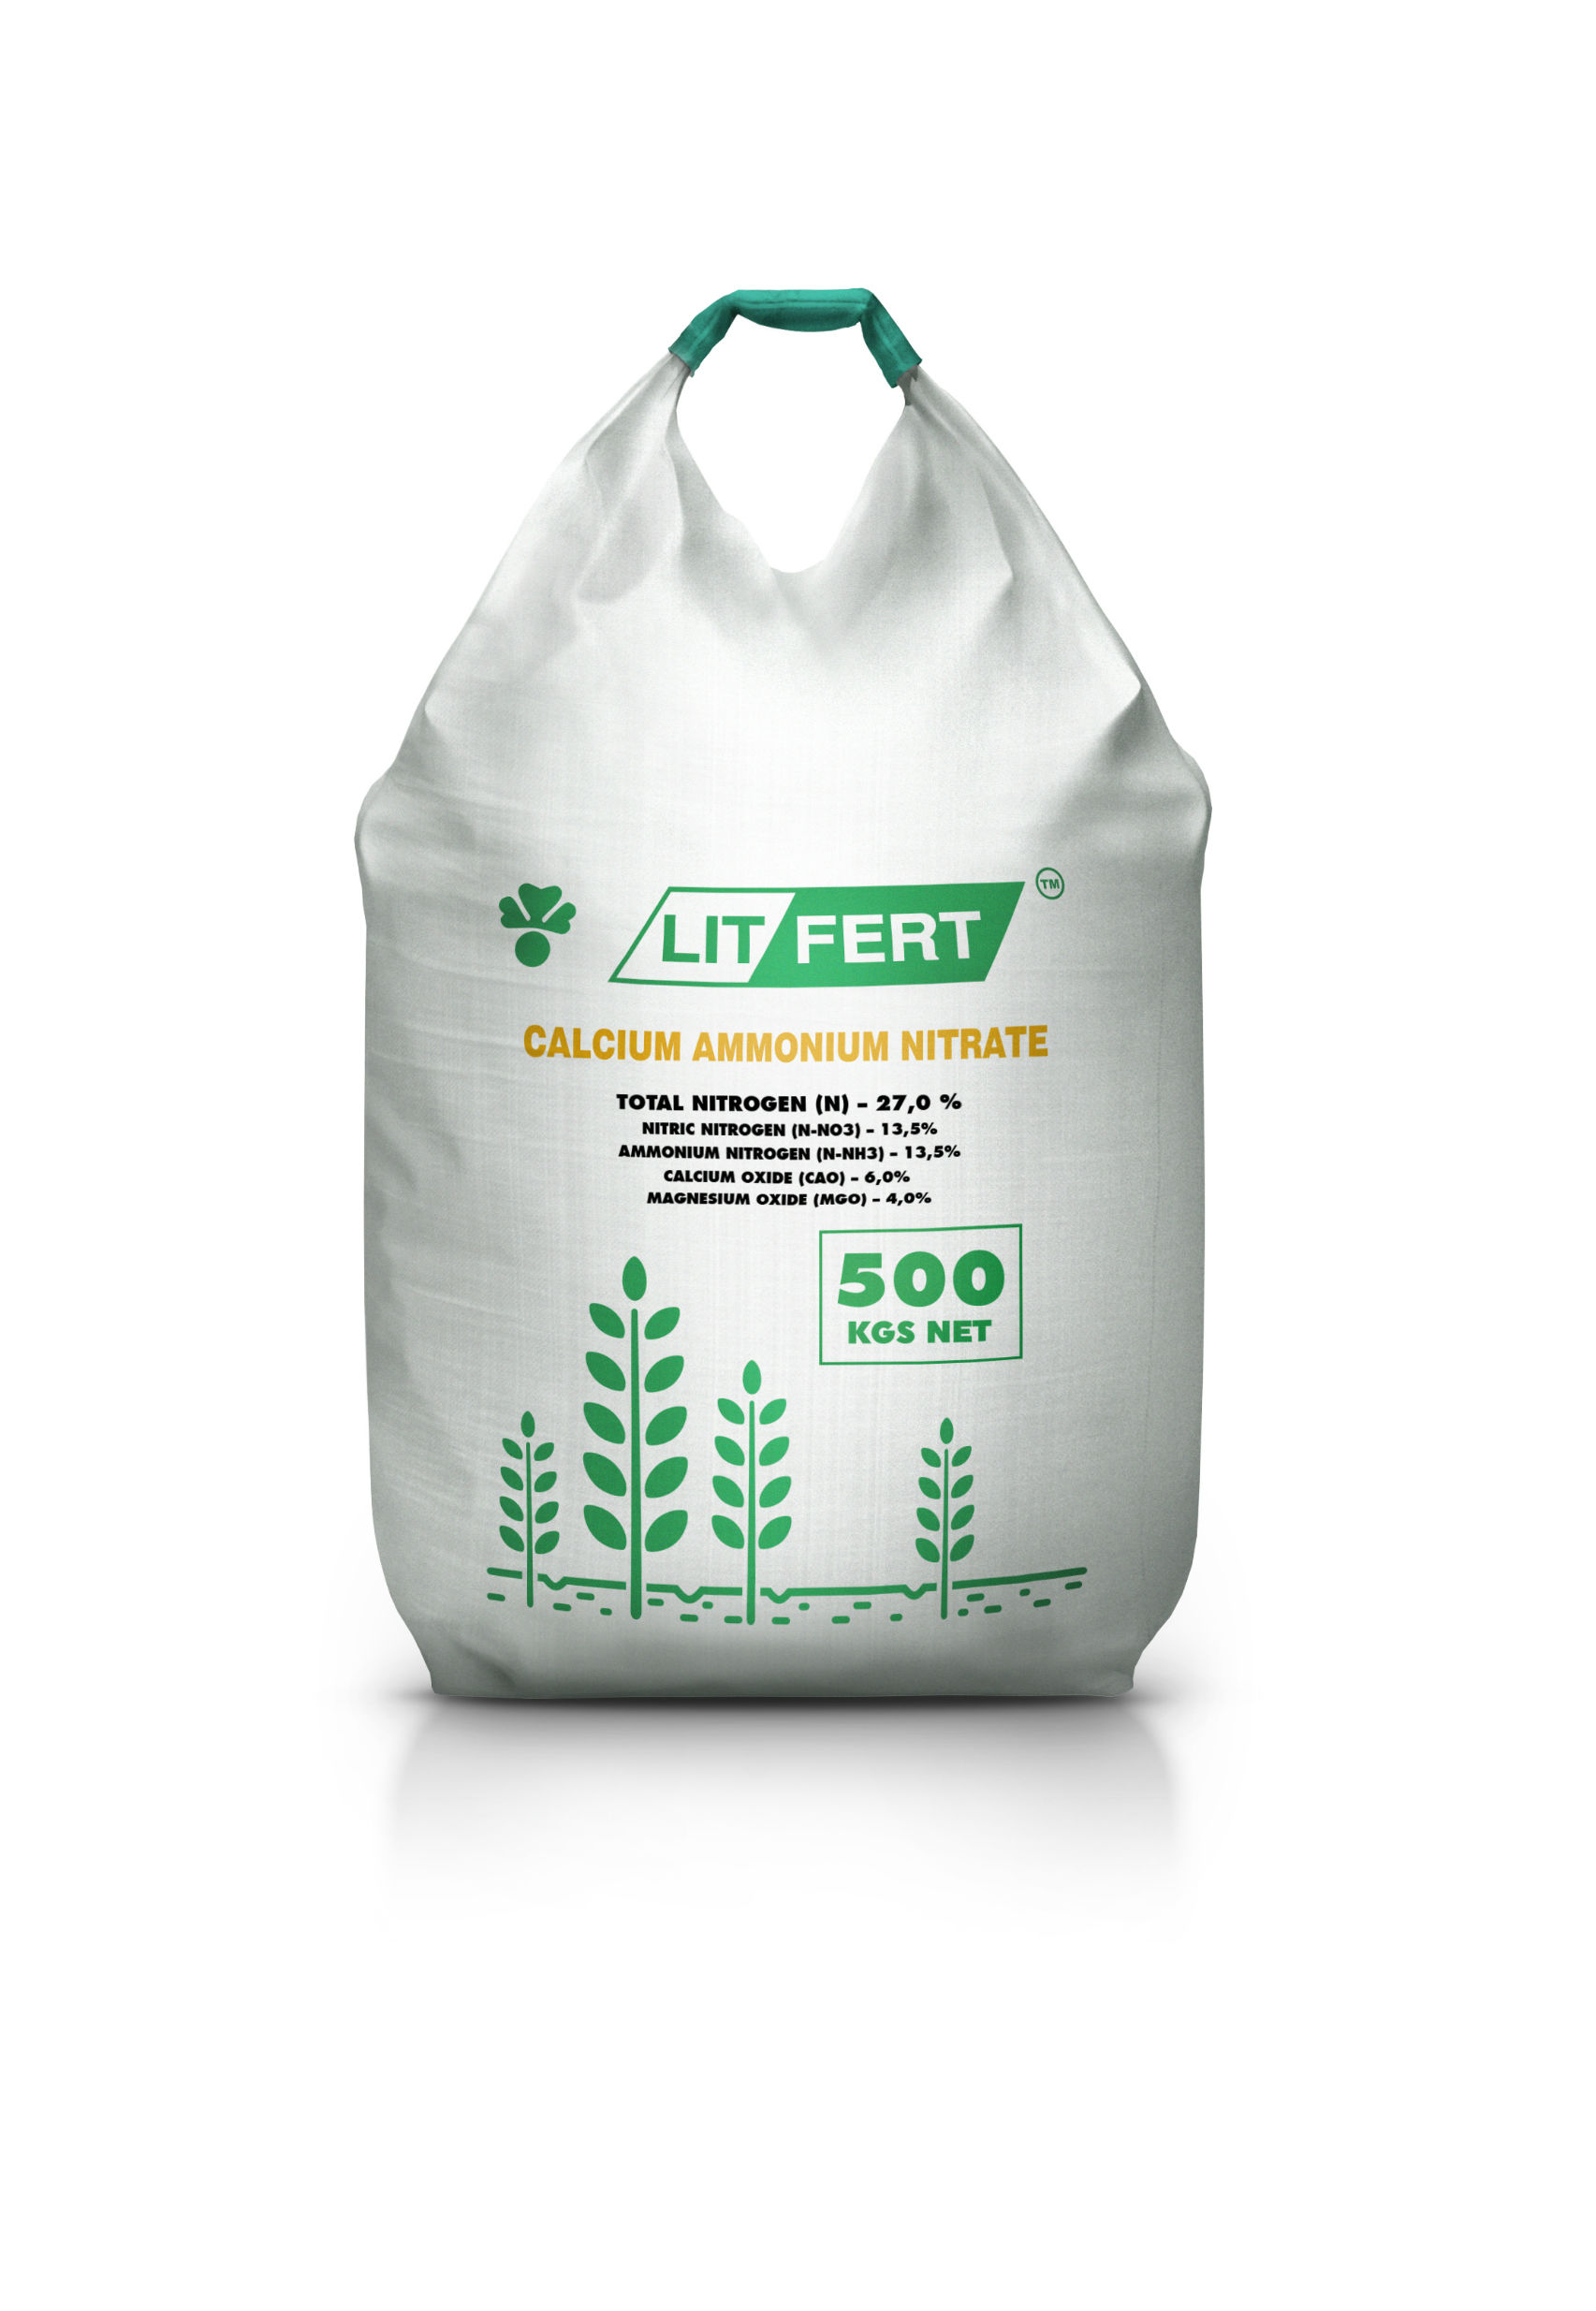 LIT FERT TM
CALCIUM AMMONIUM NITRATE
TOTAL NITROGEN (N) – 27,0 %
NITRIC NITROGEN (N-NO3) – 13,5%
AMMONIUM NITROGEN (N-NH3) – 13,5%
CALCIUM OXIDE (CAO) – 6,0%
MAGNESIUM OXIDE (MGO) – 4,0%
500
KGS NET